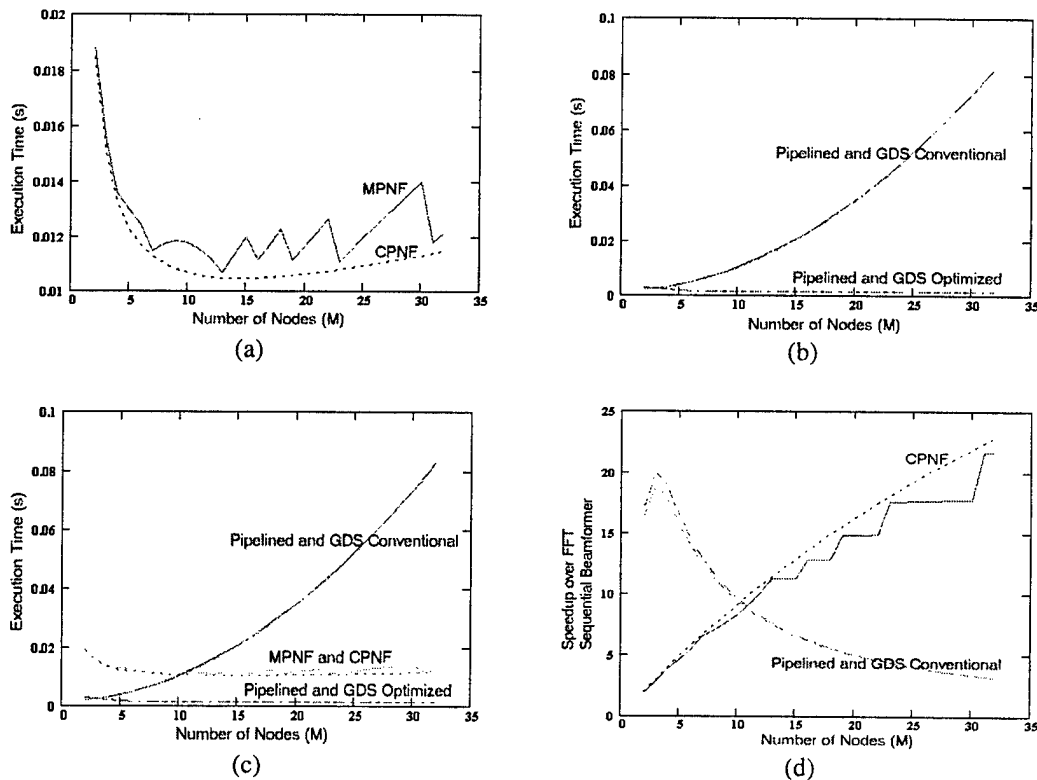 0.02
0.018
0.016
0.014
0.012
0.01
Execution Time (s)
MPNF
CPNF
0 5 10 15 20 25 30 35
Number of Nodes (M)
(a)
0.1
0.08
0.06
0.04
0.02
0
Execution Time (s)
Pipelined and GDS Conventional
Pipelined and GDS Optimized
0 5 10 15 20 25 30 35
Number of Nodes (M)
(b)
0.1
0.08
0.06
0.04
0.02
0
Execution Time (s)
Pipelined and GDS Conventional
MPNF and CPNF
Pipelined and GDS Optimized
0 5 10 15 20 25 30 35
Number of Nodes (M)
(c)
25
20
15
10
5
0
Speedup over FFT
Sequential Beamformer
CPNF
Pipelined and GDS Conventional
0 5 10 15 20 25 30 35
Number of Nodes (M)
(d)